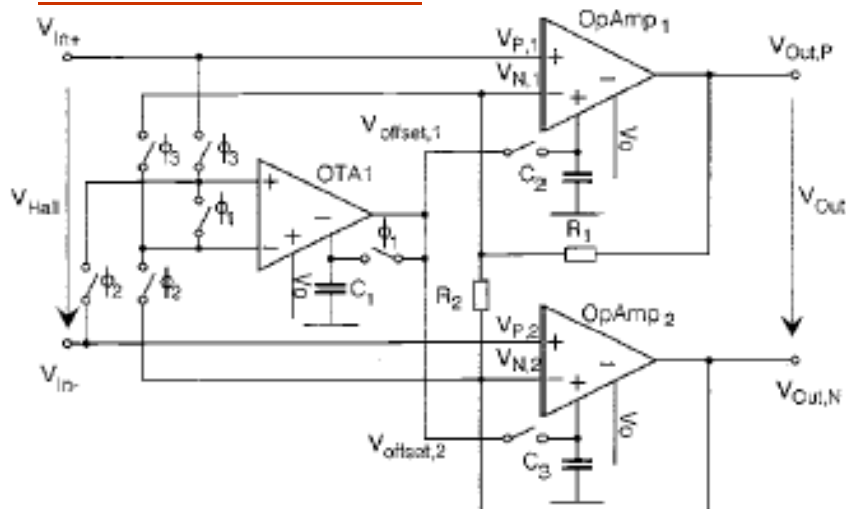 OpAmp1
VIn+
VP,1
VOut,P
VN,1
Voffset,1
ϕ3
ϕ3
OTA1
Vo
C2
VHall
ϕ1
ϕ1
VOut
R1
ϕ2
ϕ2
Vo
C1
R2
OpAmp2
VP,2
VIn-
VN,2
VOut,N
Vo
Voffset,2
C3